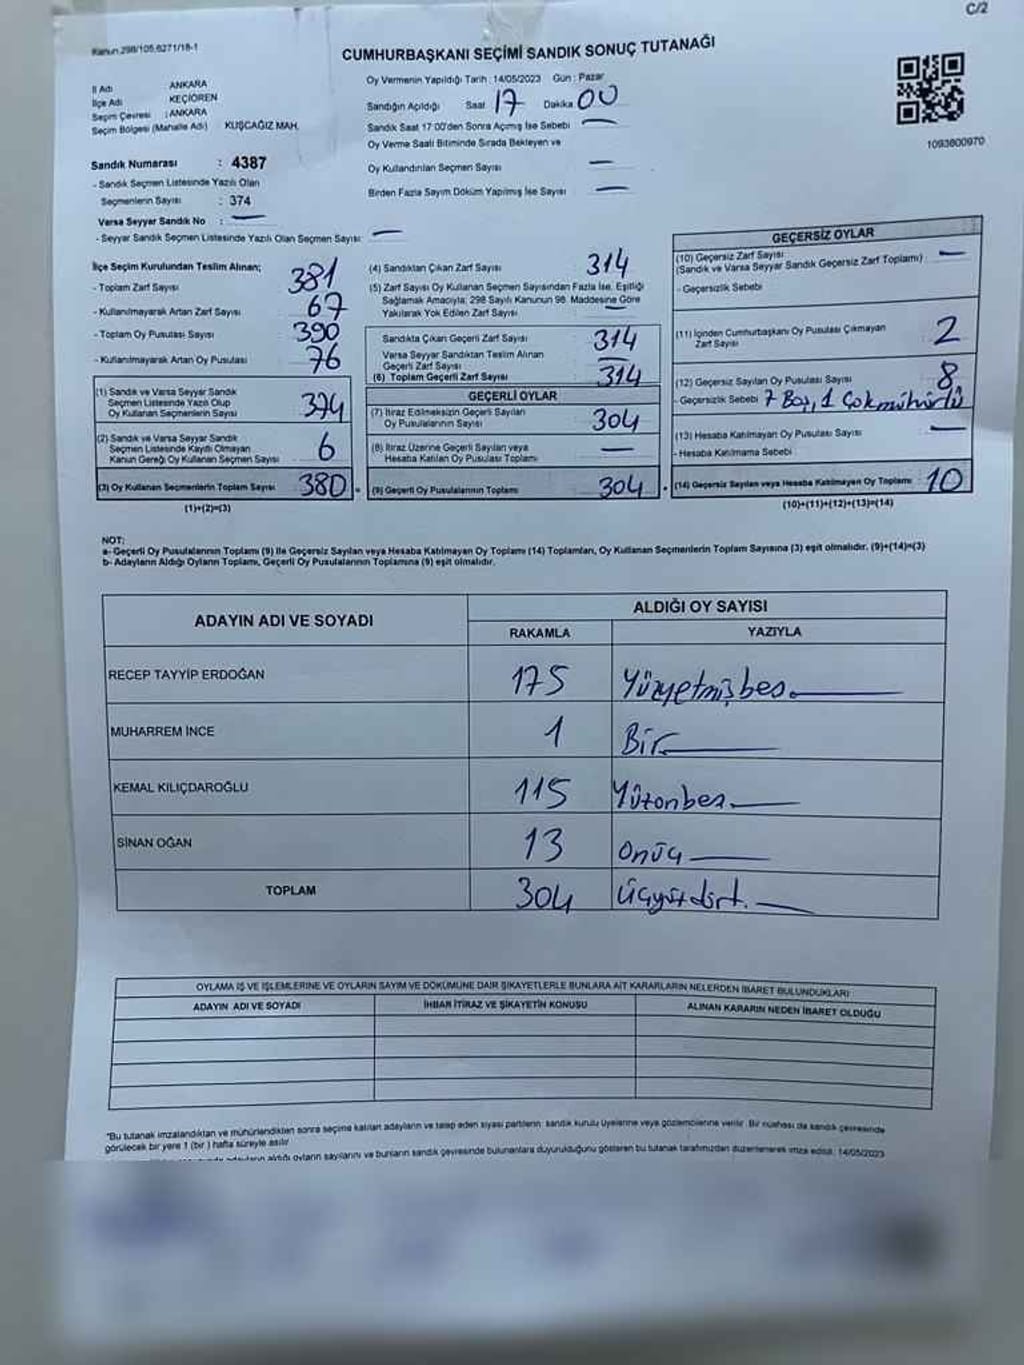 C/2
Kanun.298/105,6271/18-1
CUMHURBAŞKANI SEÇİMİ SANDIK SONUÇ TUTANAĞI
İl Adı ANKARA
İlçe Adı KEÇİÖREN
Seçim Çevresi : ANKARA
Seçim Bölgesi (Mahalle Adı) KUŞCAĞIZ MAH.
Sandık Numarası : 4387
- Sandık Seçmen Listesinde Yazılı Olan
Seçmenlerin Sayısı : 374
Varsa Seyyar Sandık No : —
- Seyyar Sandık Seçmen Listesinde Yazılı Olan Seçmen Sayısı: —
Oy Vermenin Yapıldığı Tarih : 14/05/2023 Gün : Pazar
Sandığın Açıldığı Saat 17 Dakika 00
Sandık Saat 17:00'den Sonra Açımış İse Sebebi —
Oy Verme Saati Bitiminde Sırada Bekleyen ve
Oy Kullandırılan Seçmen Sayısı —
Birden Fazla Sayım Döküm Yapılmış İse Sayısı —
1093800970
İlçe Seçim Kurulundan Teslim Alınan;
- Toplam Zarf Sayısı 381
- Kullanılmayarak Artan Zarf Sayısı 67
- Toplam Oy Pusulası Sayısı 390
- Kullanılmayarak Artan Oy Pusulası 76
(1) Sandık ve Varsa Seyyar Sandık
Seçmen Listesinde Yazılı Olup
Oy Kullanan Seçmenlerin Sayısı 374
(2) Sandık ve Varsa Seyyar Sandık
Seçmen Listesinde Kayıtlı Olmayan
Kanun Gereği Oy Kullanan Seçmen Sayısı 6
(3) Oy Kullanan Seçmenlerin Toplam Sayısı 380
(1)+(2)=(3)
(4) Sandıktan Çıkan Zarf Sayısı 314
(5) Zarf Sayısı Oy Kullanan Seçmen Sayısından Fazla İse, Eşitliği
Sağlamak Amacıyla; 298 Sayılı Kanunun 98. Maddesine Göre
Yakılarak Yok Edilen Zarf Sayısı —
Sandıkta Çıkan Geçerli Zarf Sayısı 314
Varsa Seyyar Sandıktan Teslim Alınan
Geçerli Zarf Sayısı —
(6) Toplam Geçerli Zarf Sayısı 314
GEÇERLİ OYLAR
(7) İtiraz Edilmeksizin Geçerli Sayılan
Oy Pusulalarının Sayısı 304
(8) İtiraz Üzerine Geçerli Sayılan veya
Hesaba Katılan Oy Pusulası Toplamı —
(9) Geçerli Oy Pusulalarının Toplamı 304
GEÇERSİZ OYLAR
(10) Geçersiz Zarf Sayısı —
(Sandık ve Varsa Seyyar Sandık Geçersiz Zarf Toplamı)
- Geçersizlik Sebebi
(11) İçinden Cumhurbaşkanı Oy Pusulası Çıkmayan
Zarf Sayısı 2
(12) Geçersiz Sayılan Oy Pusulası Sayısı 8
- Geçersizlik Sebebi 7 Boş, 1 Çok mühürlü
(13) Hesaba Katılmayan Oy Pusulası Sayısı —
- Hesaba Katılmama Sebebi
(14) Geçersiz Sayılan veya Hesaba Katılmayan Oy Toplamı 10
(10)+(11)+(12)+(13)=(14)
NOT:
a- Geçerli Oy Pusulalarının Toplamı (9) ile Geçersiz Sayılan veya Hesaba Katılmayan Oy Toplamı (14) Toplamları, Oy Kullanan Seçmenlerin Toplam Sayısına (3) eşit olmalıdır. (9)+(14)=(3)
b- Adayların Aldığı Oyların Toplamı, Geçerli Oy Pusulalarının Toplamına (9) eşit olmalıdır.
ADAYIN ADI VE SOYADI ALDIĞI OY SAYISI
RAKAMLA YAZIYLA
RECEP TAYYİP ERDOĞAN 175 Yüzyetmişbeş
MUHARREM İNCE 1 Bir
KEMAL KILIÇDAROĞLU 115 Yüzonbeş
SİNAN OĞAN 13 Onüç
TOPLAM 304 Üçyüzdört.
OYLAMA İŞ VE İŞLEMLERİNE VE OYLARIN SAYIM VE DÖKÜMÜNE DAİR ŞİKAYETLERLE BUNLARA AİT KARARLARIN NELERDEN İBARET BULUNDUKLARI
ADAYIN ADI VE SOYADI İHBAR İTİRAZ VE ŞİKAYETİN KONUSU ALINAN KARARIN NEDEN İBARET OLDUĞU
*Bu tutanak imzalandıktan ve mühürlendikten sonra seçime katılan adayların ve talep eden siyasi partilerin sandık kurulu üyelerine veya gözlemcilerine verilir. Bir nüshası da sandık çevresinde
görülecek bir yere 1 (bir) hafta süreyle asılır.
aldığı oyların sayılarını ve bunların sandık çevresinde bulunanlara duyurulduğunu gösteren bu tutanak tarafımızdan düzenlenerek imza edildi. 14/05/2023